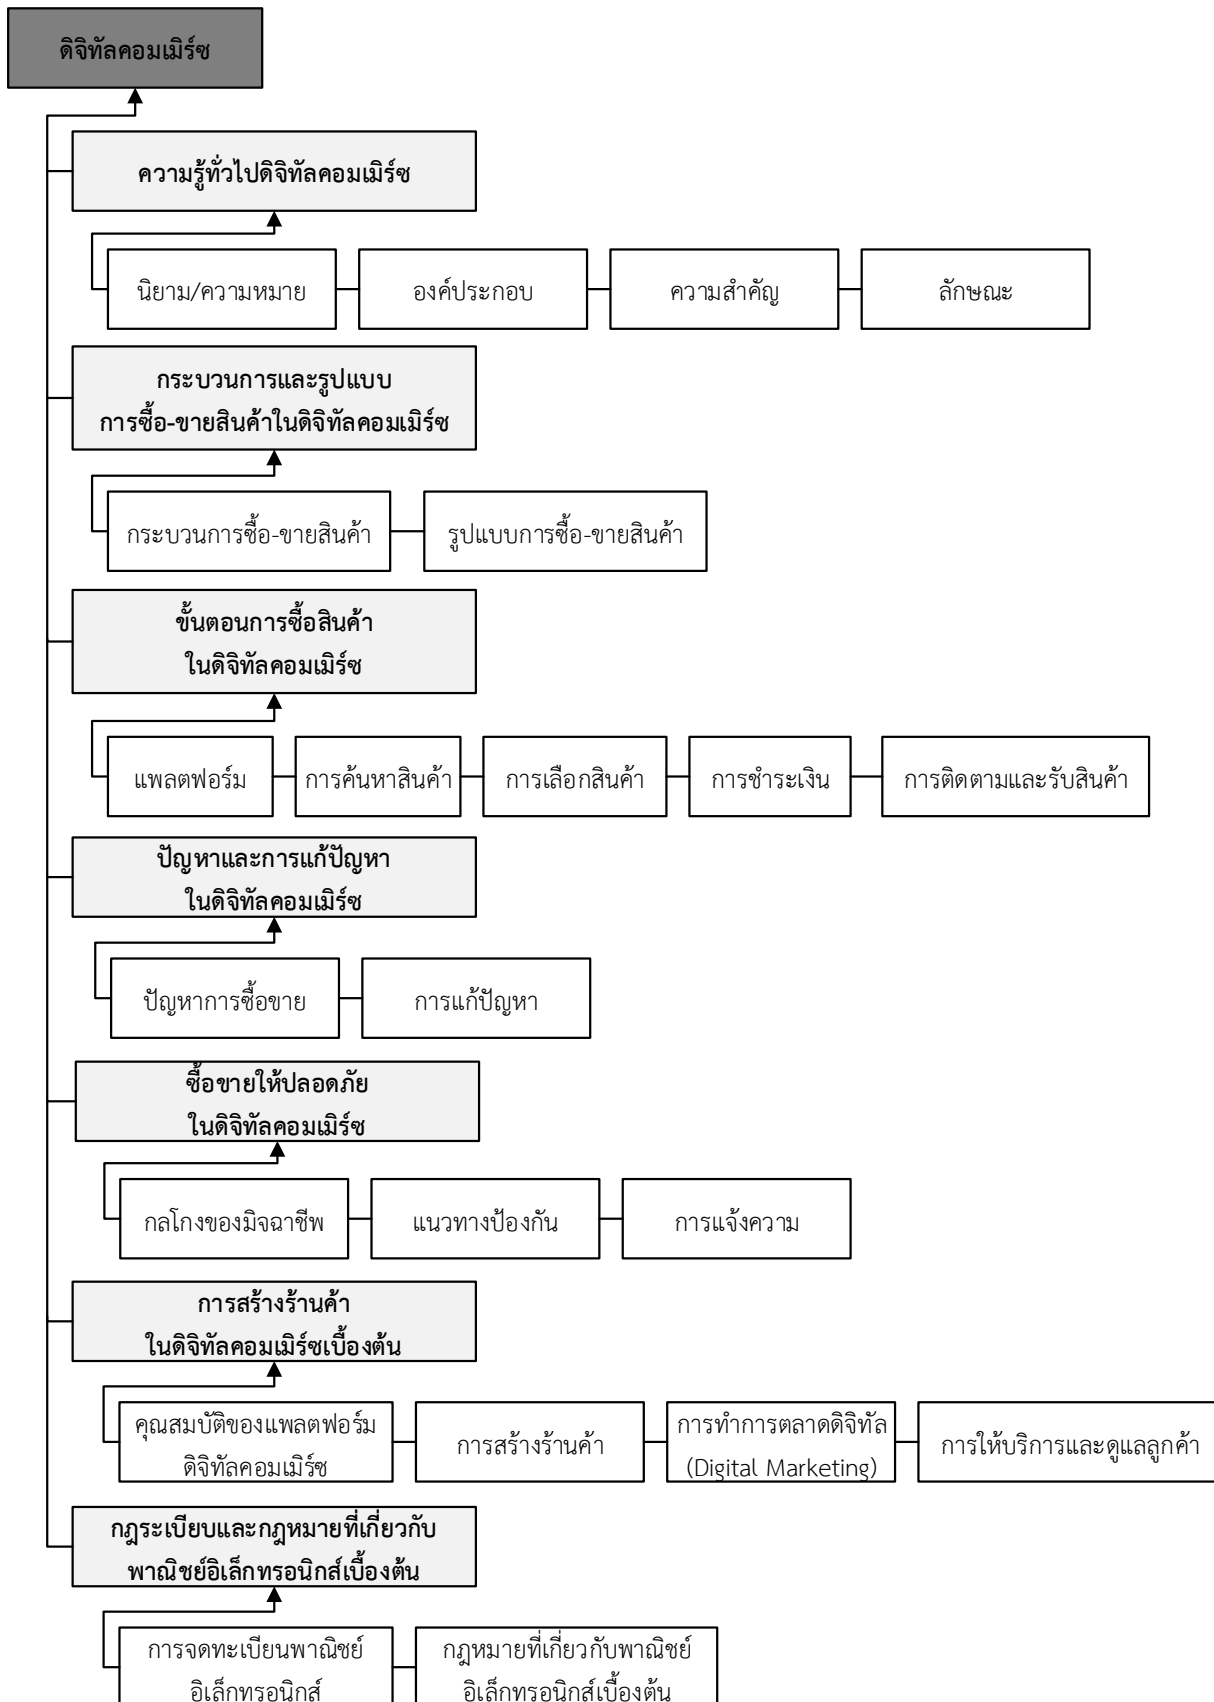 ดิจิทัลคอมเมิร์ซ
ความรู้ทั่วไปดิจิทัลคอมเมิร์ซ
นิยาม/ความหมาย
องค์ประกอบ
ความสำคัญ
ลักษณะ
กระบวนการและรูปแบบ
การซื้อ-ขายสินค้าในดิจิทัลคอมเมิร์ซ
กระบวนการซื้อ-ขายสินค้า
รูปแบบการซื้อ-ขายสินค้า
ขั้นตอนการซื้อสินค้า
ในดิจิทัลคอมเมิร์ซ
แพลตฟอร์ม
การค้นหาสินค้า
การเลือกสินค้า
การชำระเงิน
การติดตามและรับสินค้า
ปัญหาและการแก้ปัญหา
ในดิจิทัลคอมเมิร์ซ
ปัญหาการซื้อขาย
การแก้ปัญหา
ซื้อขายให้ปลอดภัย
ในดิจิทัลคอมเมิร์ซ
กลโกงของมิจฉาชีพ
แนวทางป้องกัน
การแจ้งความ
การสร้างร้านค้า
ในดิจิทัลคอมเมิร์ซเบื้องต้น
คุณสมบัติของแพลตฟอร์ม
ดิจิทัลคอมเมิร์ซ
การสร้างร้านค้า
การทำการตลาดดิจิทัล
(Digital Marketing)
การให้บริการและดูแลลูกค้า
กฎระเบียบและกฎหมายที่เกี่ยวกับ
พาณิชย์อิเล็กทรอนิกส์เบื้องต้น
การจดทะเบียนพาณิชย์
อิเล็กทรอนิกส์
กฎหมายที่เกี่ยวกับพาณิชย์
อิเล็กทรอนิกส์เบื้องต้น